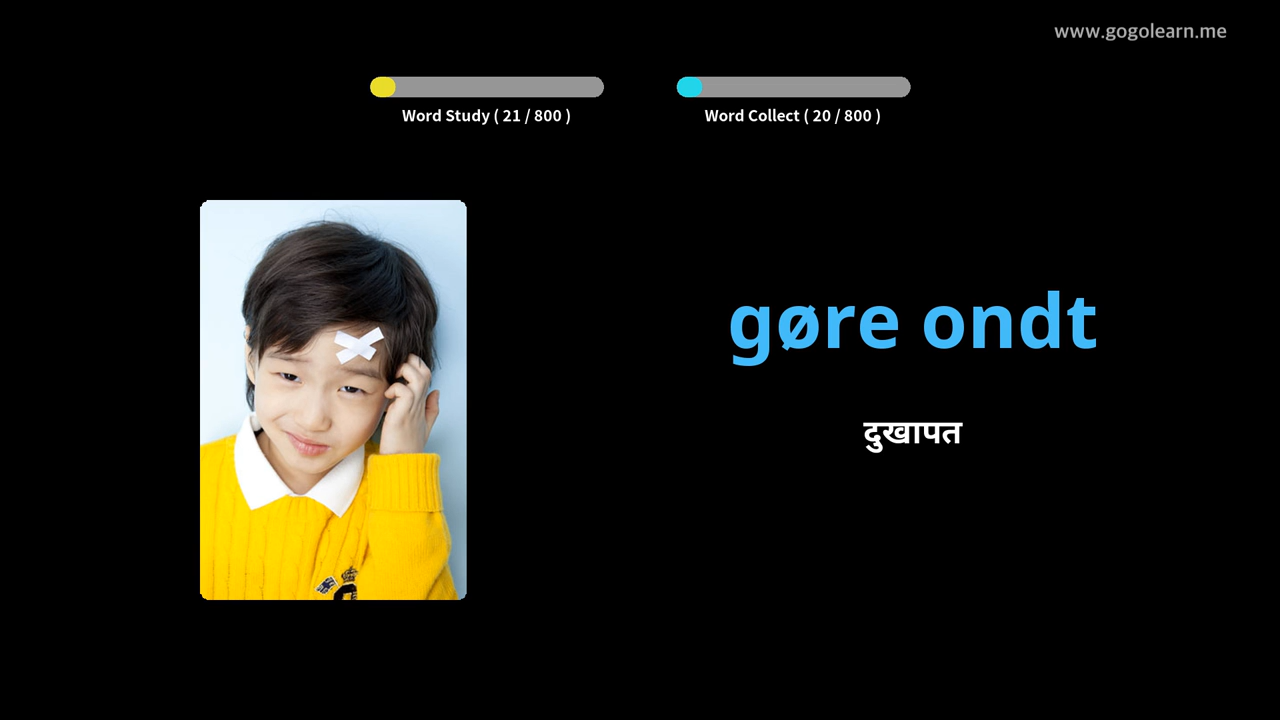 www.gogolearn.me
Word Study ( 21 / 800 )
Word Collect ( 20 / 800 )
gøre ondt
दुखापत